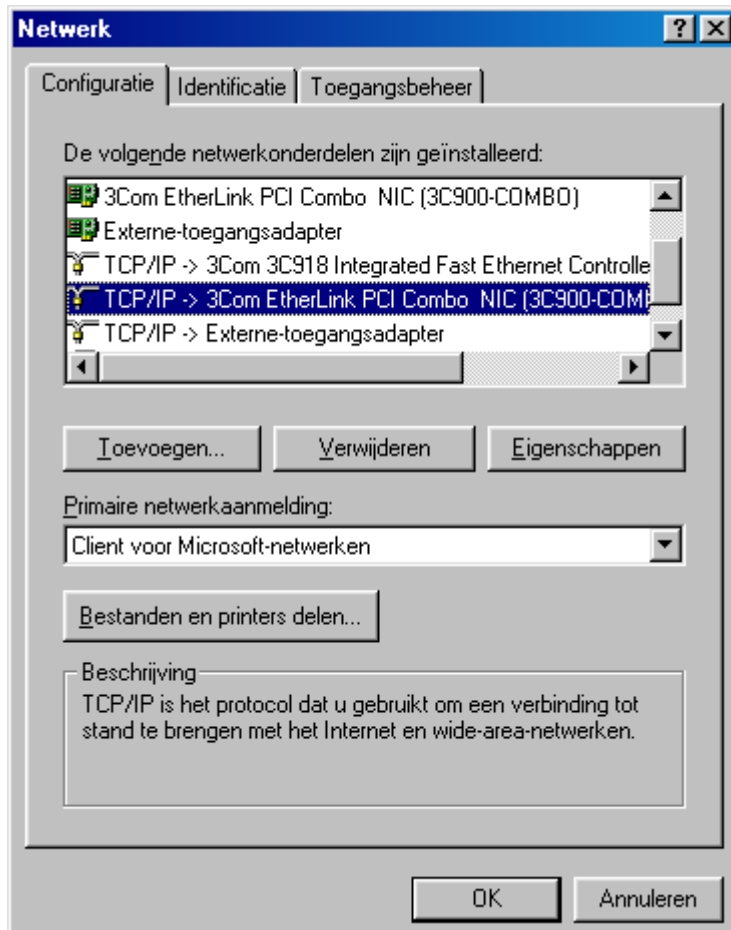 Netwerk
Configuratie
Identificatie
Toegangsbeheer
De volgende netwerkonderdelen zijn geïnstalleerd:
3Com EtherLink PCI Combo NIC (3C900-COMBO)
Externe-toegangsadapter
TCP/IP -> 3Com 3C918 Integrated Fast Ethernet Controlle
TCP/IP -> 3Com EtherLink PCI Combo NIC (3C900-COMB
TCP/IP -> Externe-toegangsadapter
Toevoegen...
Verwijderen
Eigenschappen
Primaire netwerkaanmelding:
Client voor Microsoft-netwerken
Bestanden en printers delen...
Beschrijving
TCP/IP is het protocol dat u gebruikt om een verbinding tot
stand te brengen met het Internet en wide-area-netwerken.
OK
Annuleren